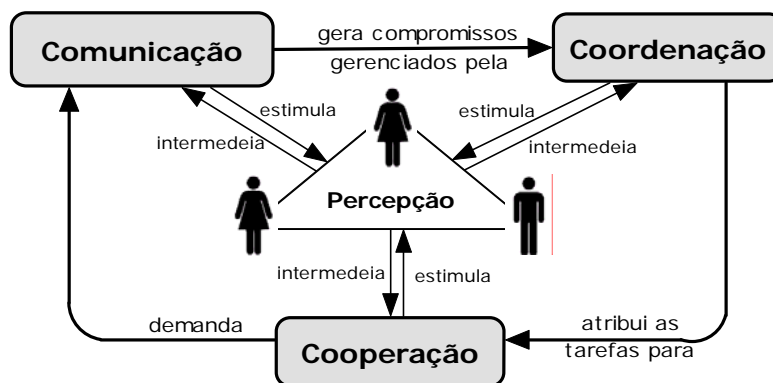 Comunicação
gera compromissos
gerenciados pela
Coordenação
estimula
intermedeia
estimula
intermedeia
Percepção
intermedeia
estimula
demanda
Cooperação
atribui as
tarefas para